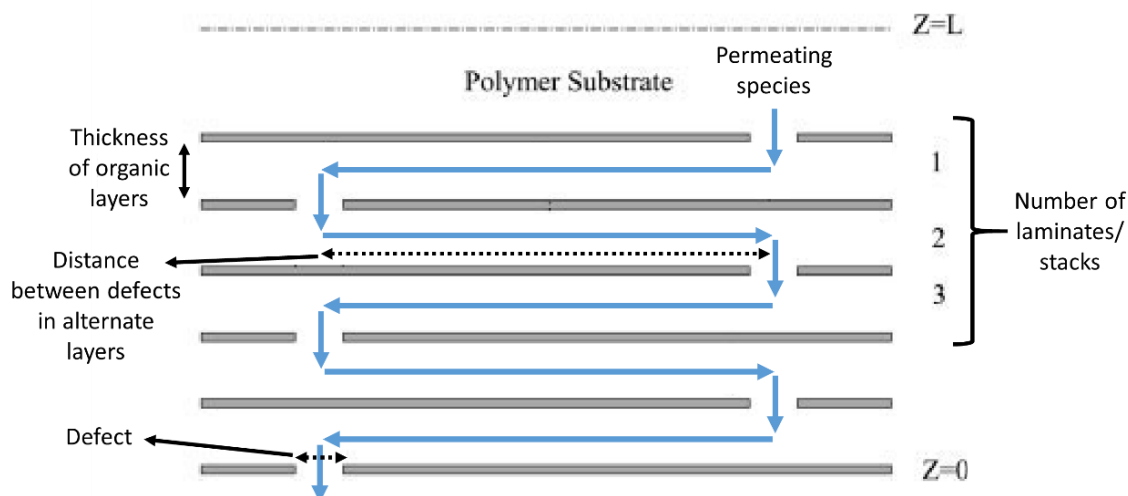 Z=L
Polymer Substrate
Permeating
species
Thickness
of organic
layers
1
2
3
Number of
laminates/
stacks
Distance
between defects
in alternate
layers
Defect
Z=0